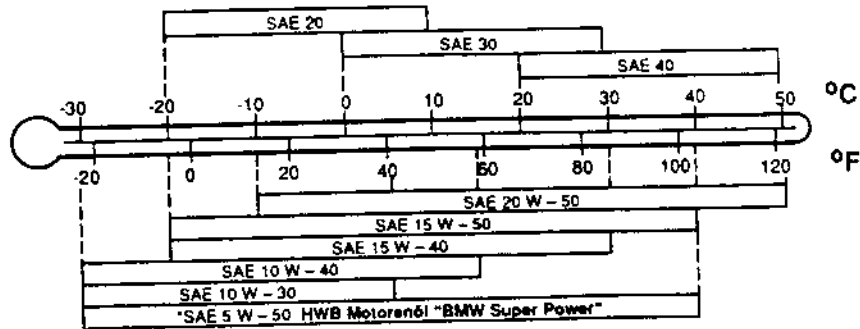 SAE 20
SAE 30
SAE 40
-30 -20 -10 0 10 20 30 40 50 °C
-20 0 20 40 60 80 100 120 °F
SAE 20 W – 50
SAE 15 W – 50
SAE 15 W – 40
SAE 10 W – 40
SAE 10 W – 30
*SAE 5 W – 50 HWB Motorenöl "BMW Super Power"